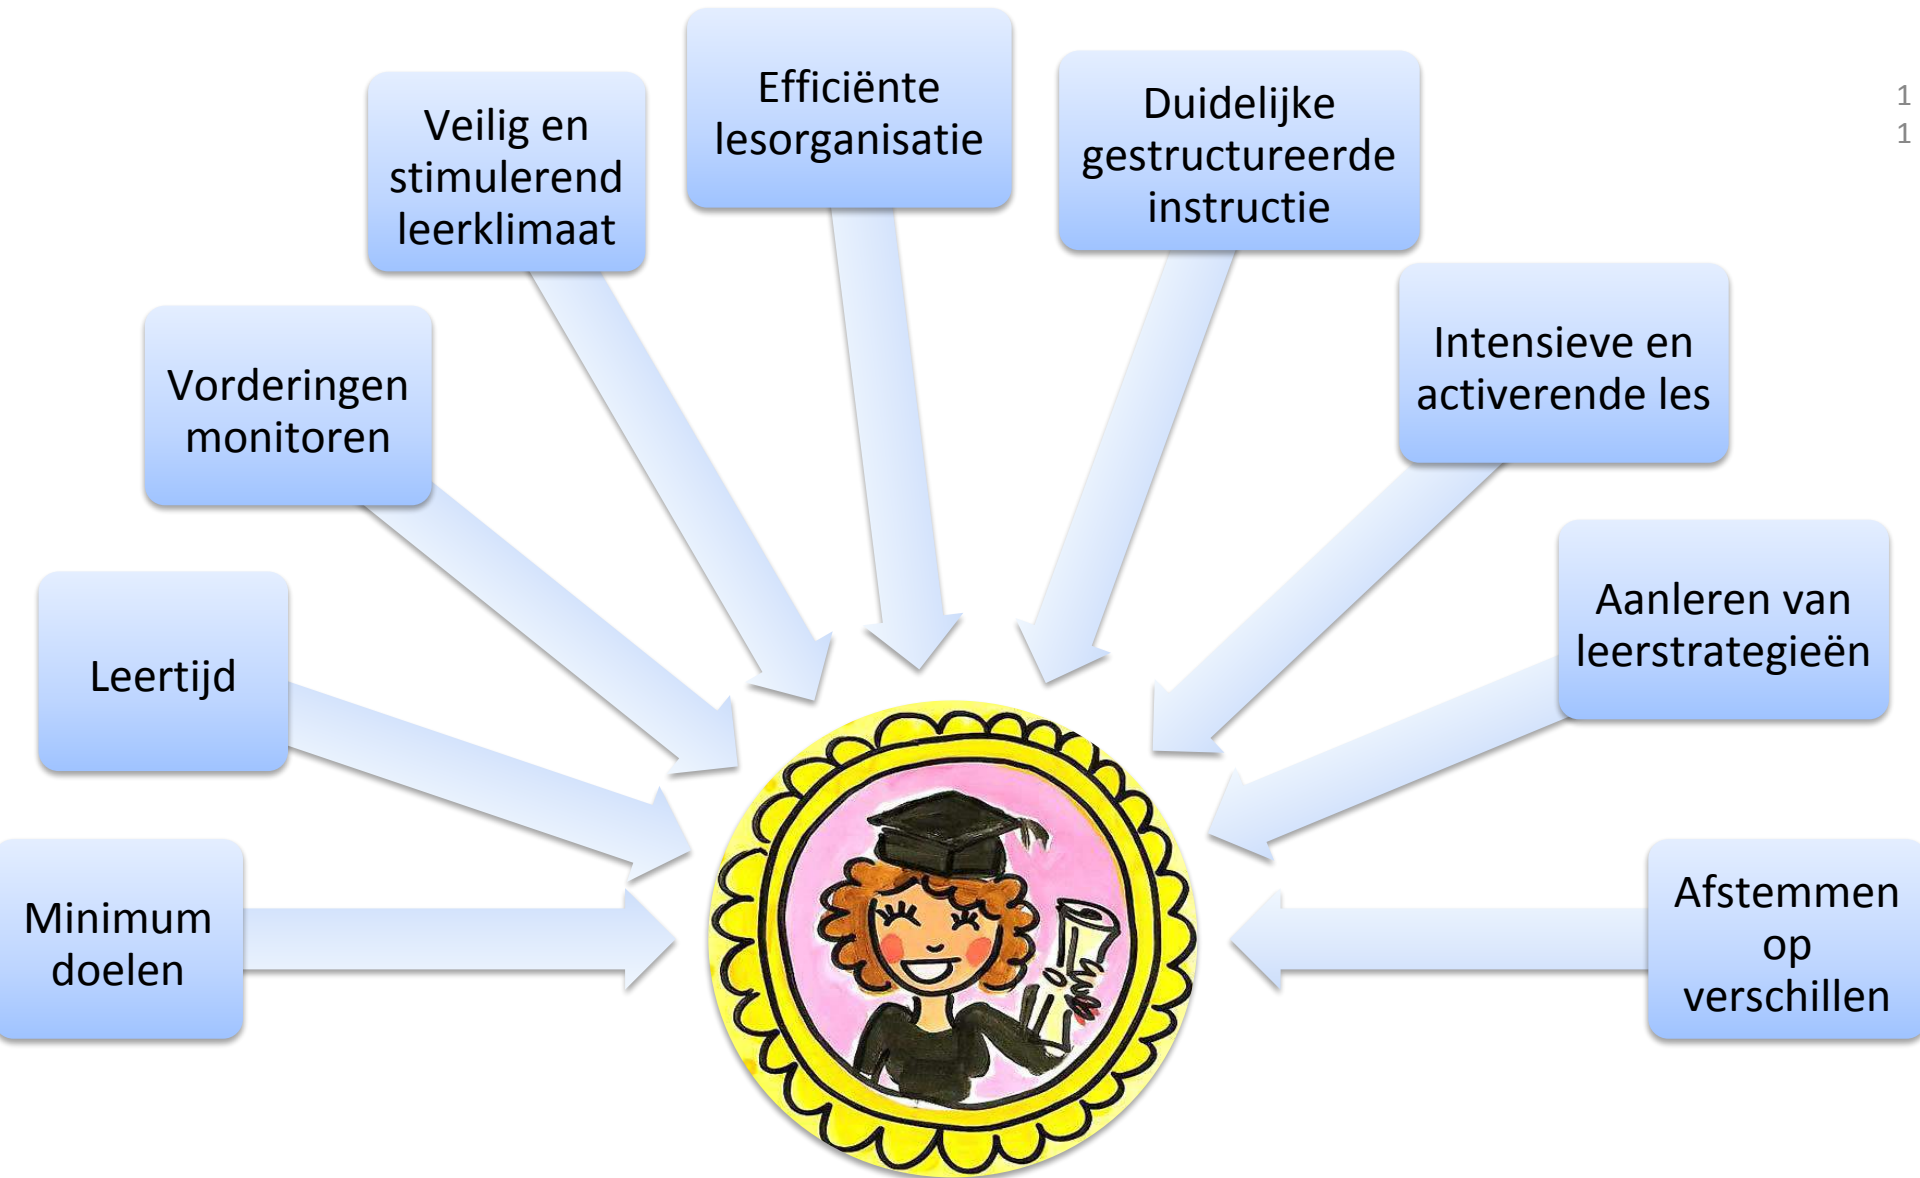 Efficiënte
lesorganisatie
Veilig en
stimulerend
leerklimaat
Duidelijke
gestructureerde
instructie
1
1
Vorderingen
monitoren
Intensieve en
activerende les
Leertijd
Aanleren van
leerstrategieën
Minimum
doelen
Afstemmen
op
verschillen